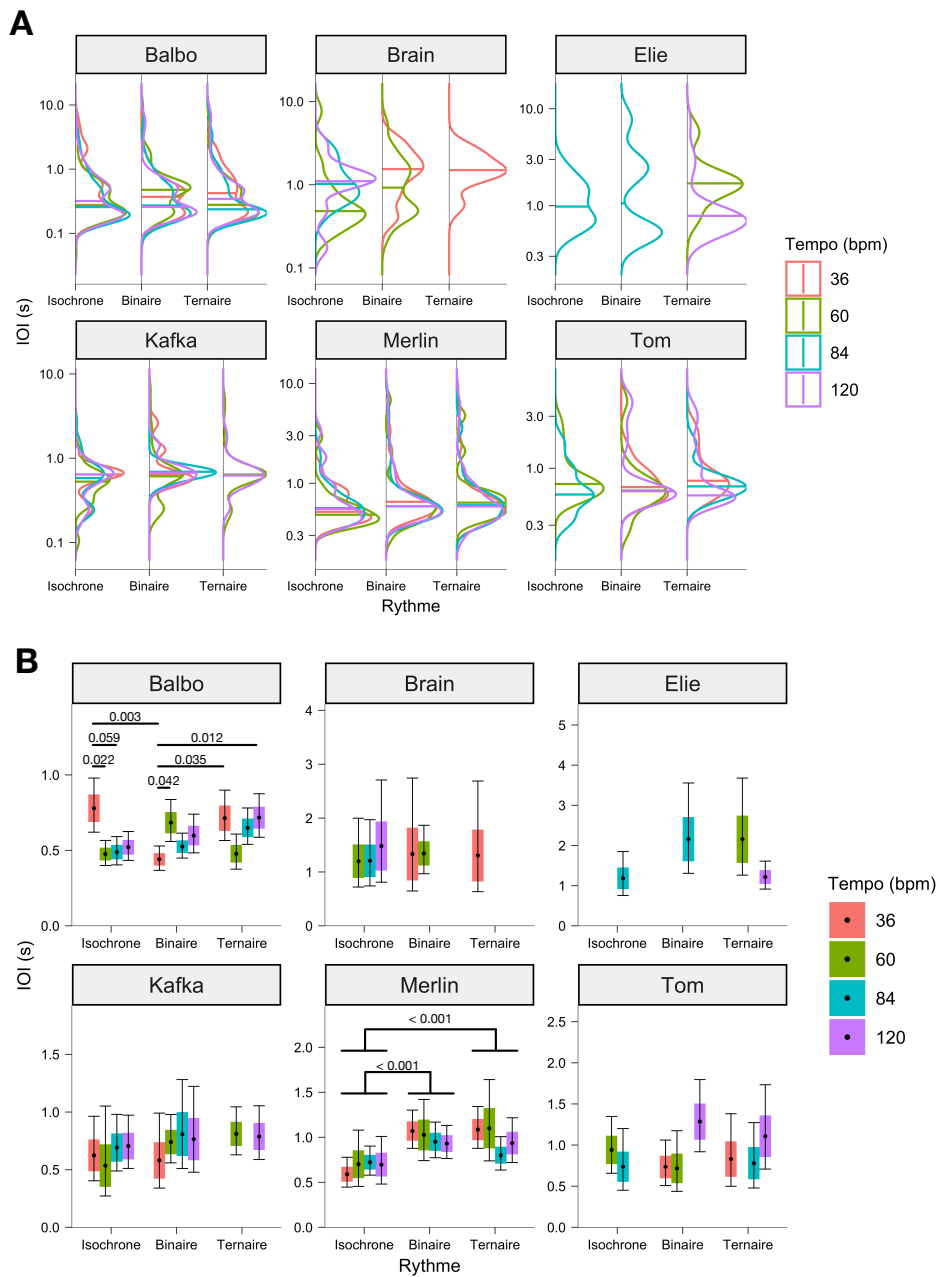 A
Balbo Brain Elie
10.0 1.0 0.1
10.0 1.0 0.1
10.0 3.0 1.0 0.3
Isochrone Binaire Ternaire Isochrone Binaire Ternaire Isochrone Binaire Ternaire
Tempo (bpm)
36
60
84
120
IOI (s)
Kafka Merlin Tom
10.0 1.0 0.1
10.0 3.0 1.0 0.3
3.0 1.0 0.3
Isochrone Binaire Ternaire Isochrone Binaire Ternaire Isochrone Binaire Ternaire
Rythme
B
Balbo Brain Elie
0.003
0.059 0.012
0.022 0.035
0.042
1.0 0.5 0.0
4 3 2 1 0
5 4 3 2 1 0
Isochrone Binaire Ternaire Isochrone Binaire Ternaire Isochrone Binaire Ternaire
Tempo (bpm)
36
60
84
120
IOI (s)
Kafka Merlin Tom
< 0.001
< 0.001
1.5 1.0 0.5 0.0
2.0 1.5 1.0 0.5 0.0
2.5 2.0 1.5 1.0 0.5 0.0
Isochrone Binaire Ternaire Isochrone Binaire Ternaire Isochrone Binaire Ternaire
Rythme